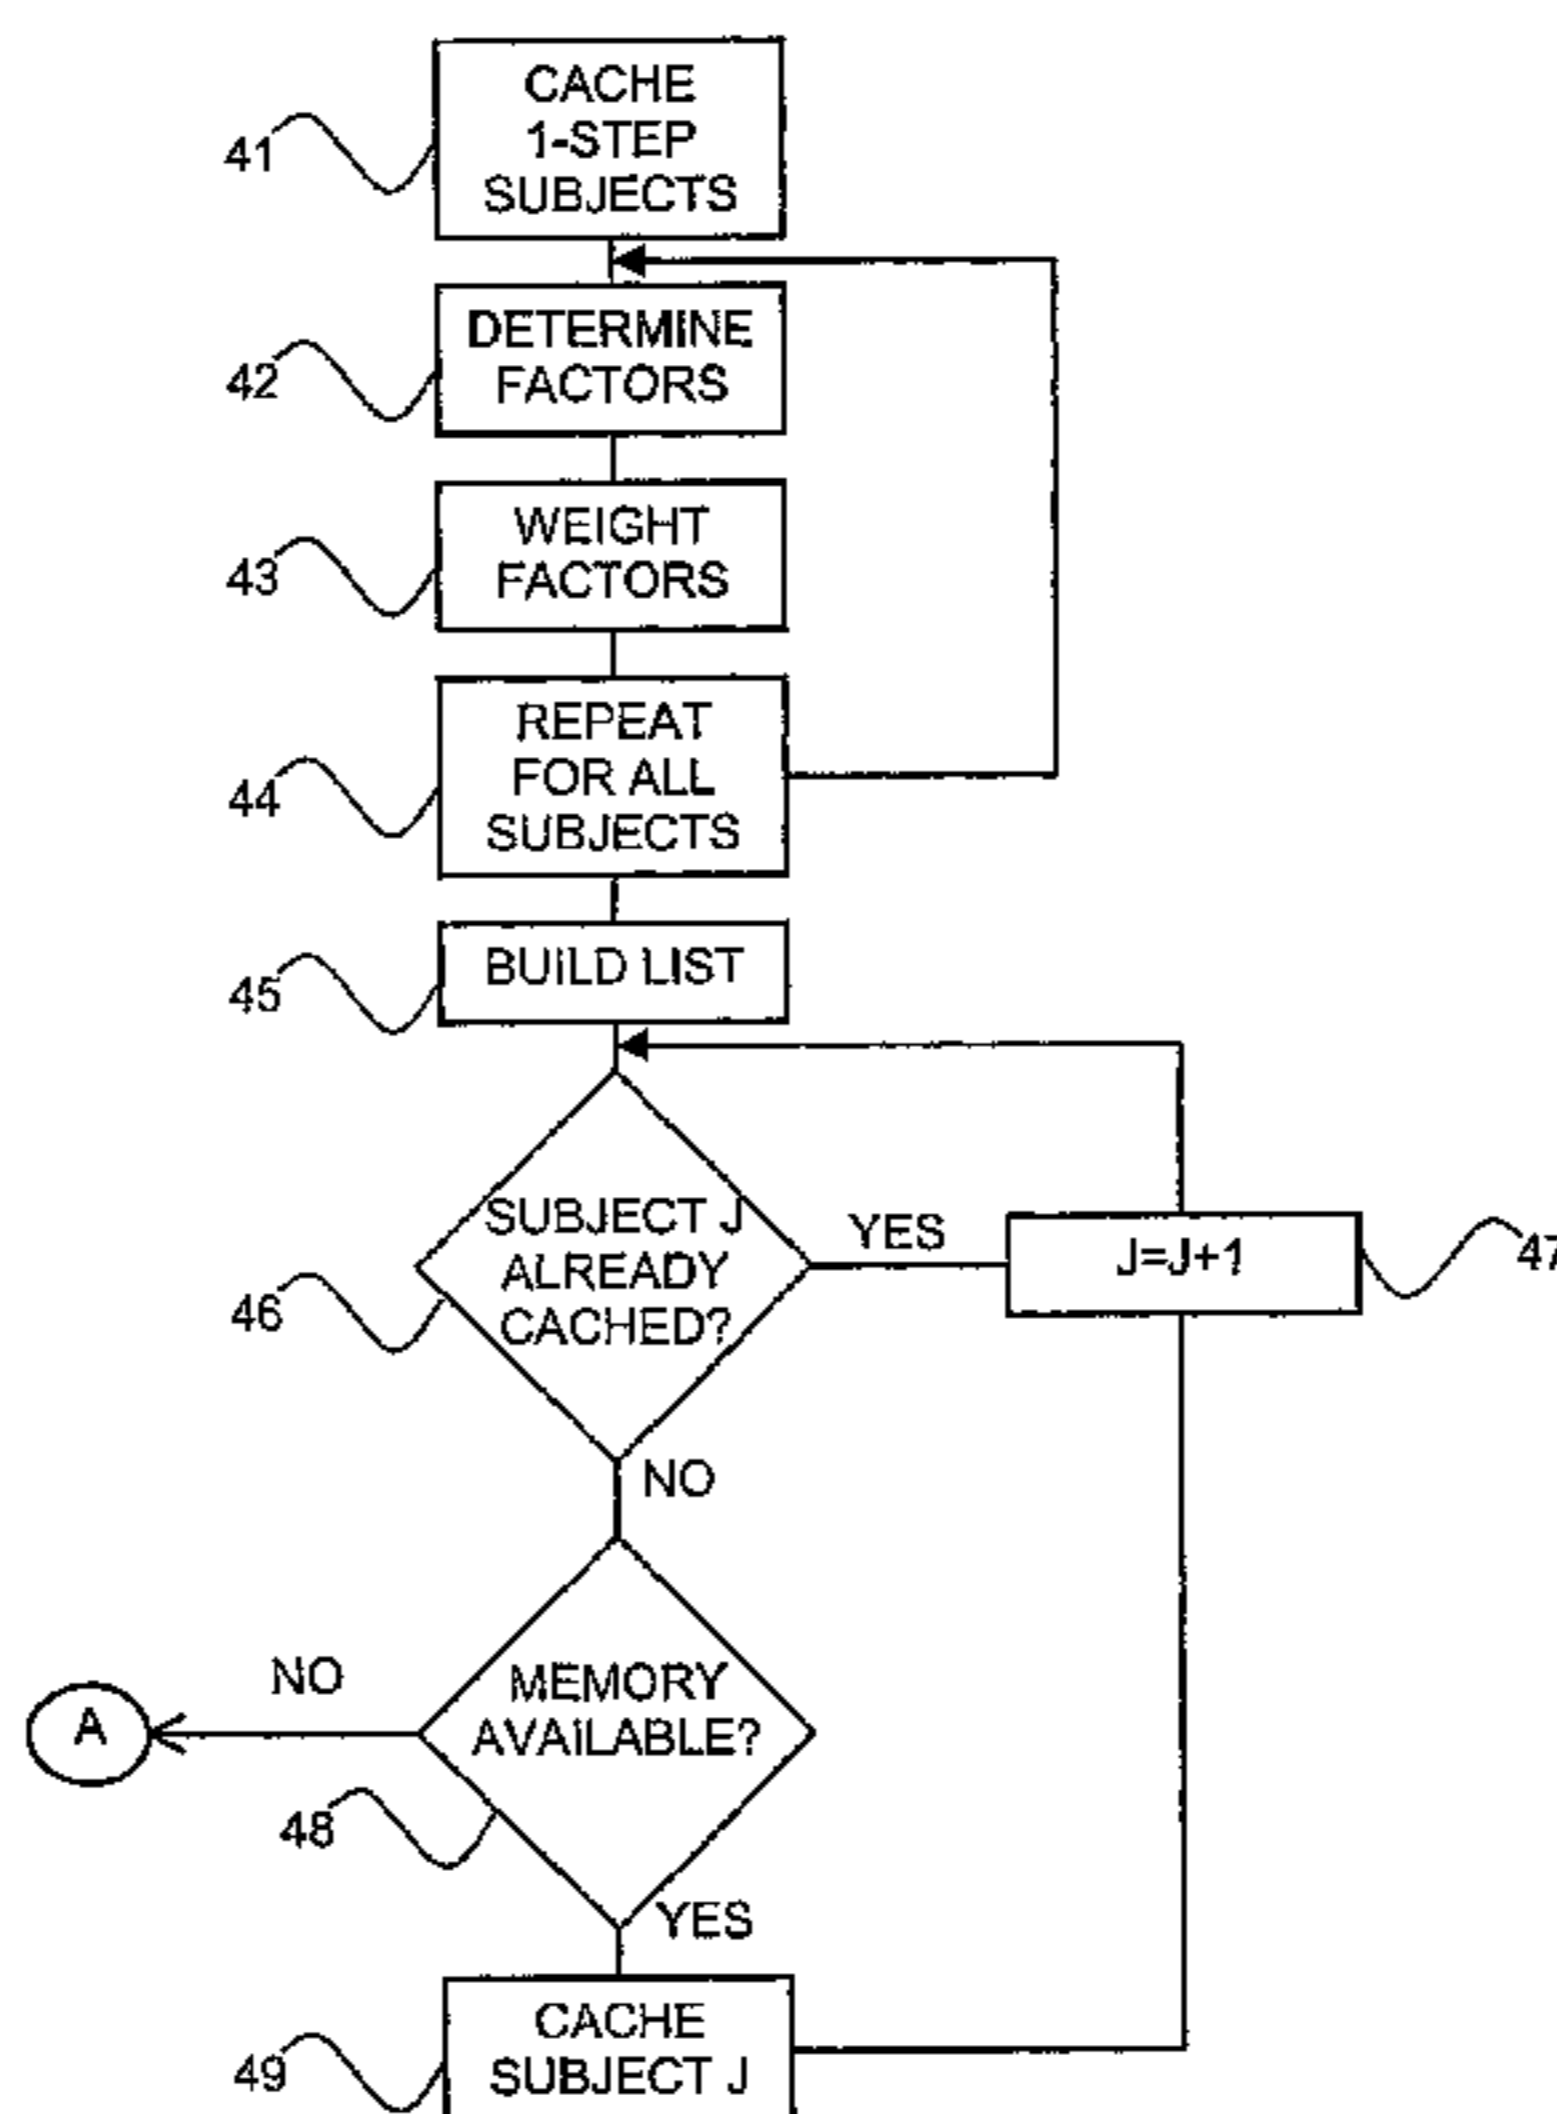 CACHE
1-STEP
SUBJECTS
41
DETERMINE
FACTORS
42
WEIGHT
FACTORS
43
REPEAT
FOR ALL
SUBJECTS
44
BUILD LIST
45
SUBJECT J
ALREADY
CACHED?
46
YES
J=J+1
47
NO
MEMORY
AVAILABLE?
48
NO
A
YES
CACHE
SUBJECT J
49